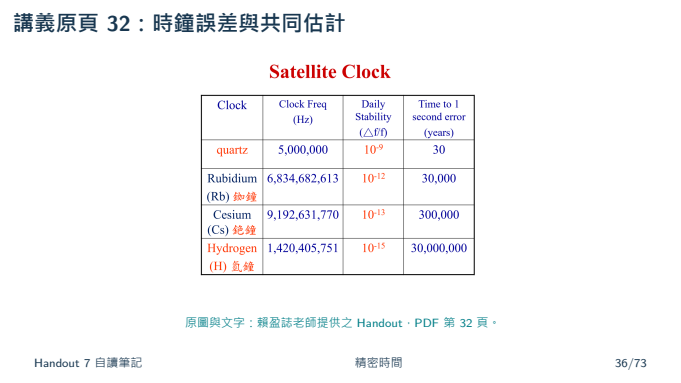 講義原頁 32：時鐘誤差與共同估計
Satellite Clock
Clock Clock Freq (Hz) Daily Stability (△f/f) Time to 1 second error (years)
quartz 5,000,000 10⁻⁹ 30
Rubidium (Rb) 銣鐘 6,834,682,613 10⁻¹² 30,000
Cesium (Cs) 銫鐘 9,192,631,770 10⁻¹³ 300,000
Hydrogen (H) 氫鐘 1,420,405,751 10⁻¹⁵ 30,000,000
原圖與文字：賴盈誌老師提供之 Handout，PDF 第 32 頁。
Handout 7 自讀筆記 精密時間 36/73